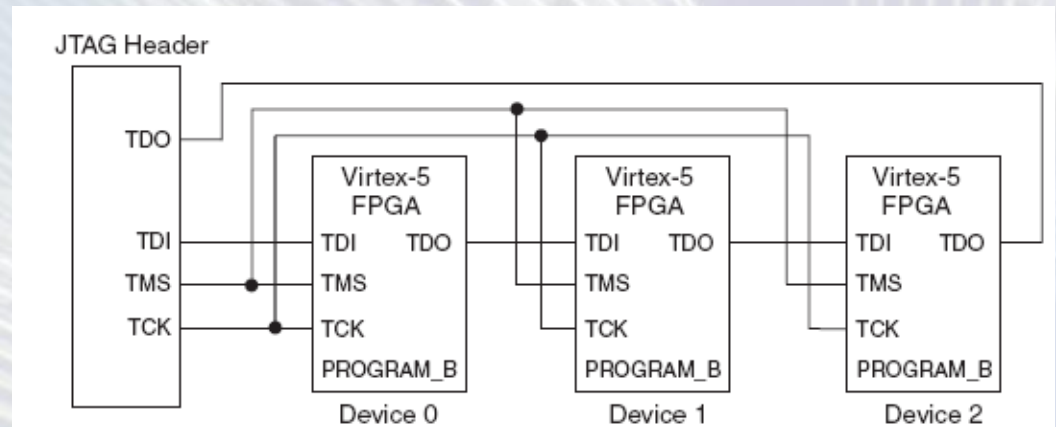 JTAG Header
TDO
TDI
TMS
TCK
Virtex-5
FPGA
TDI TDO
TMS
TCK
PROGRAM_B
Device 0
Virtex-5
FPGA
TDI TDO
TMS
TCK
PROGRAM_B
Device 1
Virtex-5
FPGA
TDI TDO
TMS
TCK
PROGRAM_B
Device 2